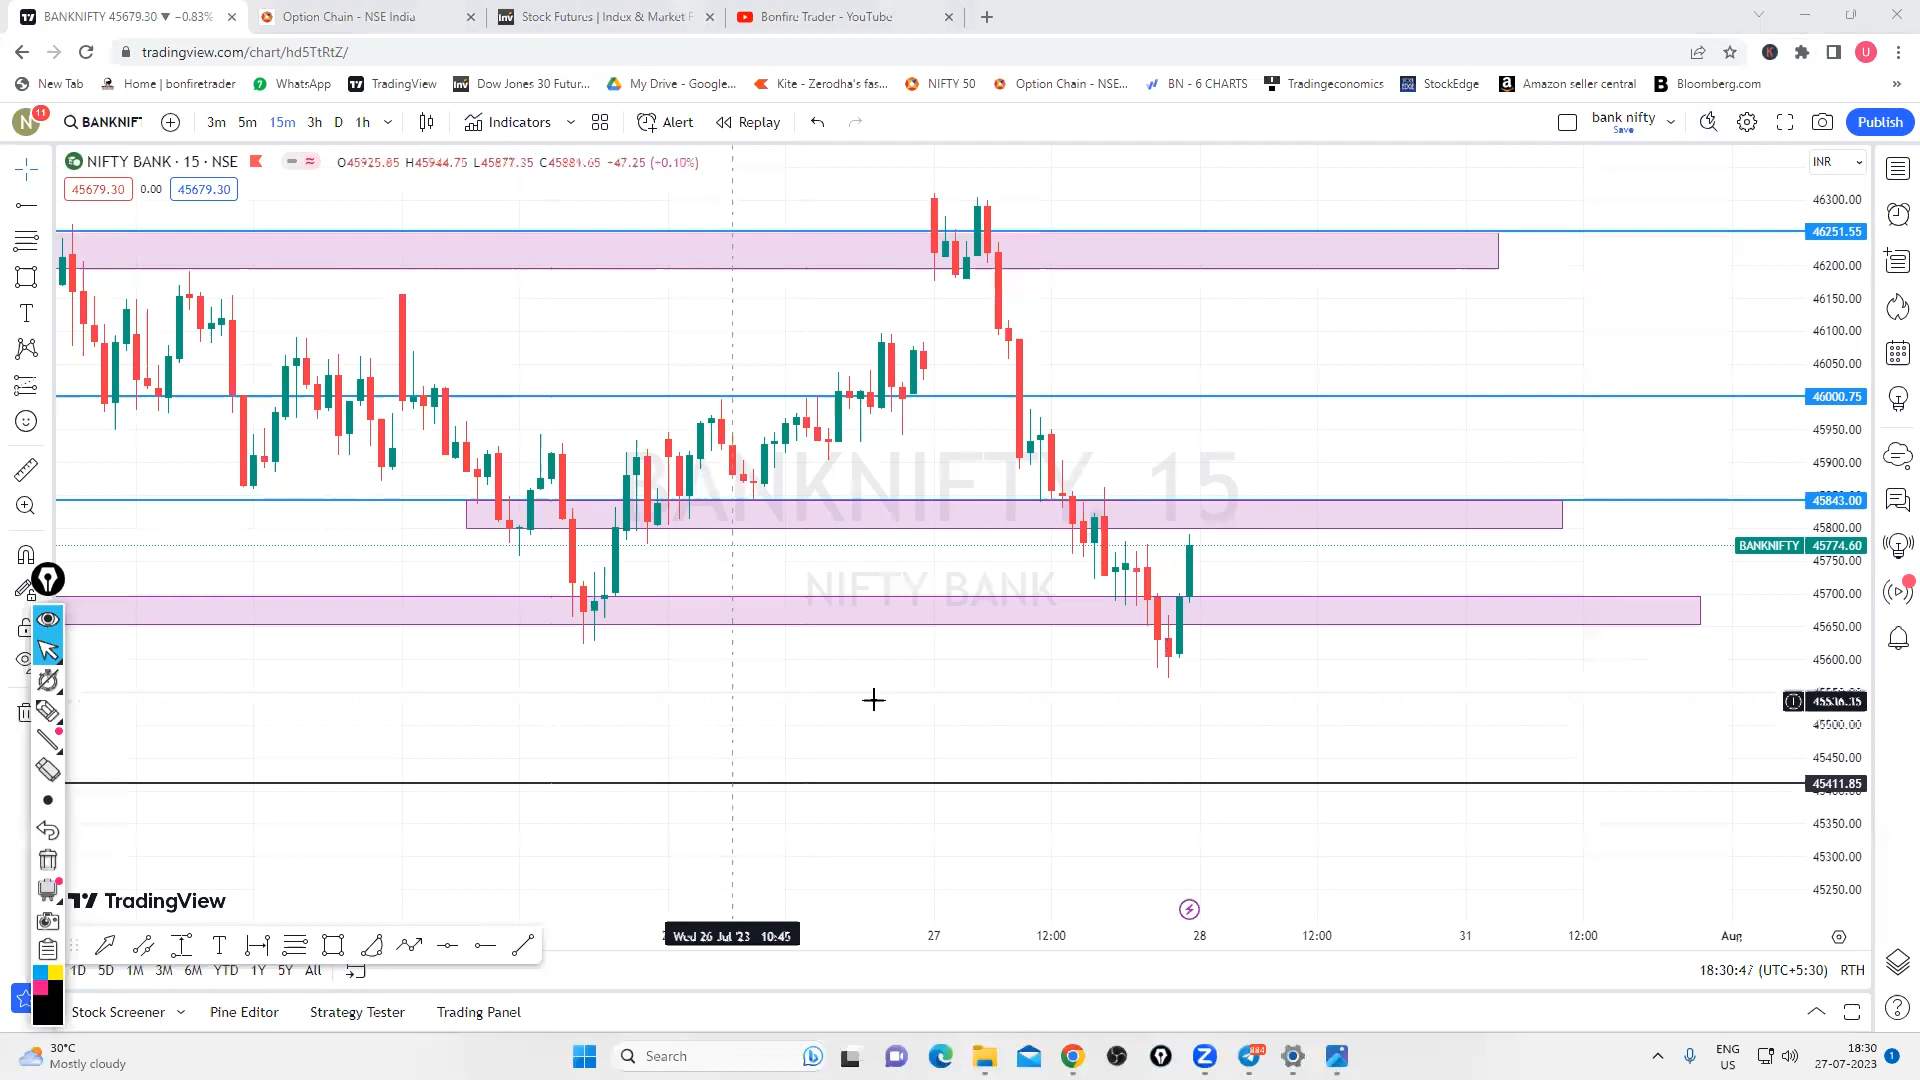 BANKNIFTY 45679.30 ▼ −0.83%
Option Chain - NSE India
Stock Futures | Index & Market F
Bonfire Trader - YouTube
tradingview.com/chart/hd5TtRtZ/
U
New Tab
Home | bonfiretrader
WhatsApp
TradingView
Dow Jones 30 Futur...
My Drive - Google...
Kite - Zerodha's fas...
NIFTY 50
Option Chain - NSE...
BN - 6 CHARTS
Tradingeconomics
StockEdge
Amazon seller central
Bloomberg.com
N 11
BANKNIF
3m 5m 15m 3h D 1h
Indicators
Alert
Replay
bank nifty
Save
Publish
NIFTY BANK · 15 · NSE
O45925.85 H45944.75 L45877.35 C45884.65 −47.25 (−0.10%)
INR
45679.30 0.00 45679.30
46300.00
46251.55
46200.00
46150.00
46100.00
46050.00
46000.75
45950.00
45900.00
45843.00
45800.00
BANKNIFTY 45774.60
45750.00
45700.00
45650.00
45600.00
45500.00
45450.00
45411.85
45350.00
45300.00
45250.00
BANKNIFTY 15
NIFTY BANK
TradingView
Wed 26 Jul '23 10:45
27
12:00
28
12:00
31
12:00
Aug
1D 5D 1M 3M 6M YTD 1Y 5Y All
18:30:47 (UTC+5:30) RTH
Stock Screener
Pine Editor
Strategy Tester
Trading Panel
30°C
Mostly cloudy
Search
884
ENG
US
18:30
27-07-2023
1